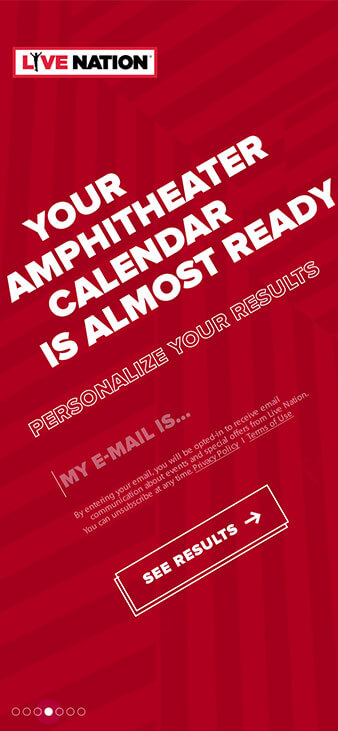 LIVE NATION
YOUR
AMPHITHEATER
CALENDAR
IS ALMOST READY
PERSONALIZE YOUR RESULTS
MY E-MAIL IS...
By entering your email, you will be opted-in to receive email
communication about events and special offers from Live Nation.
You can unsubscribe at any time. Privacy Policy | Terms of Use
SEE RESULTS →